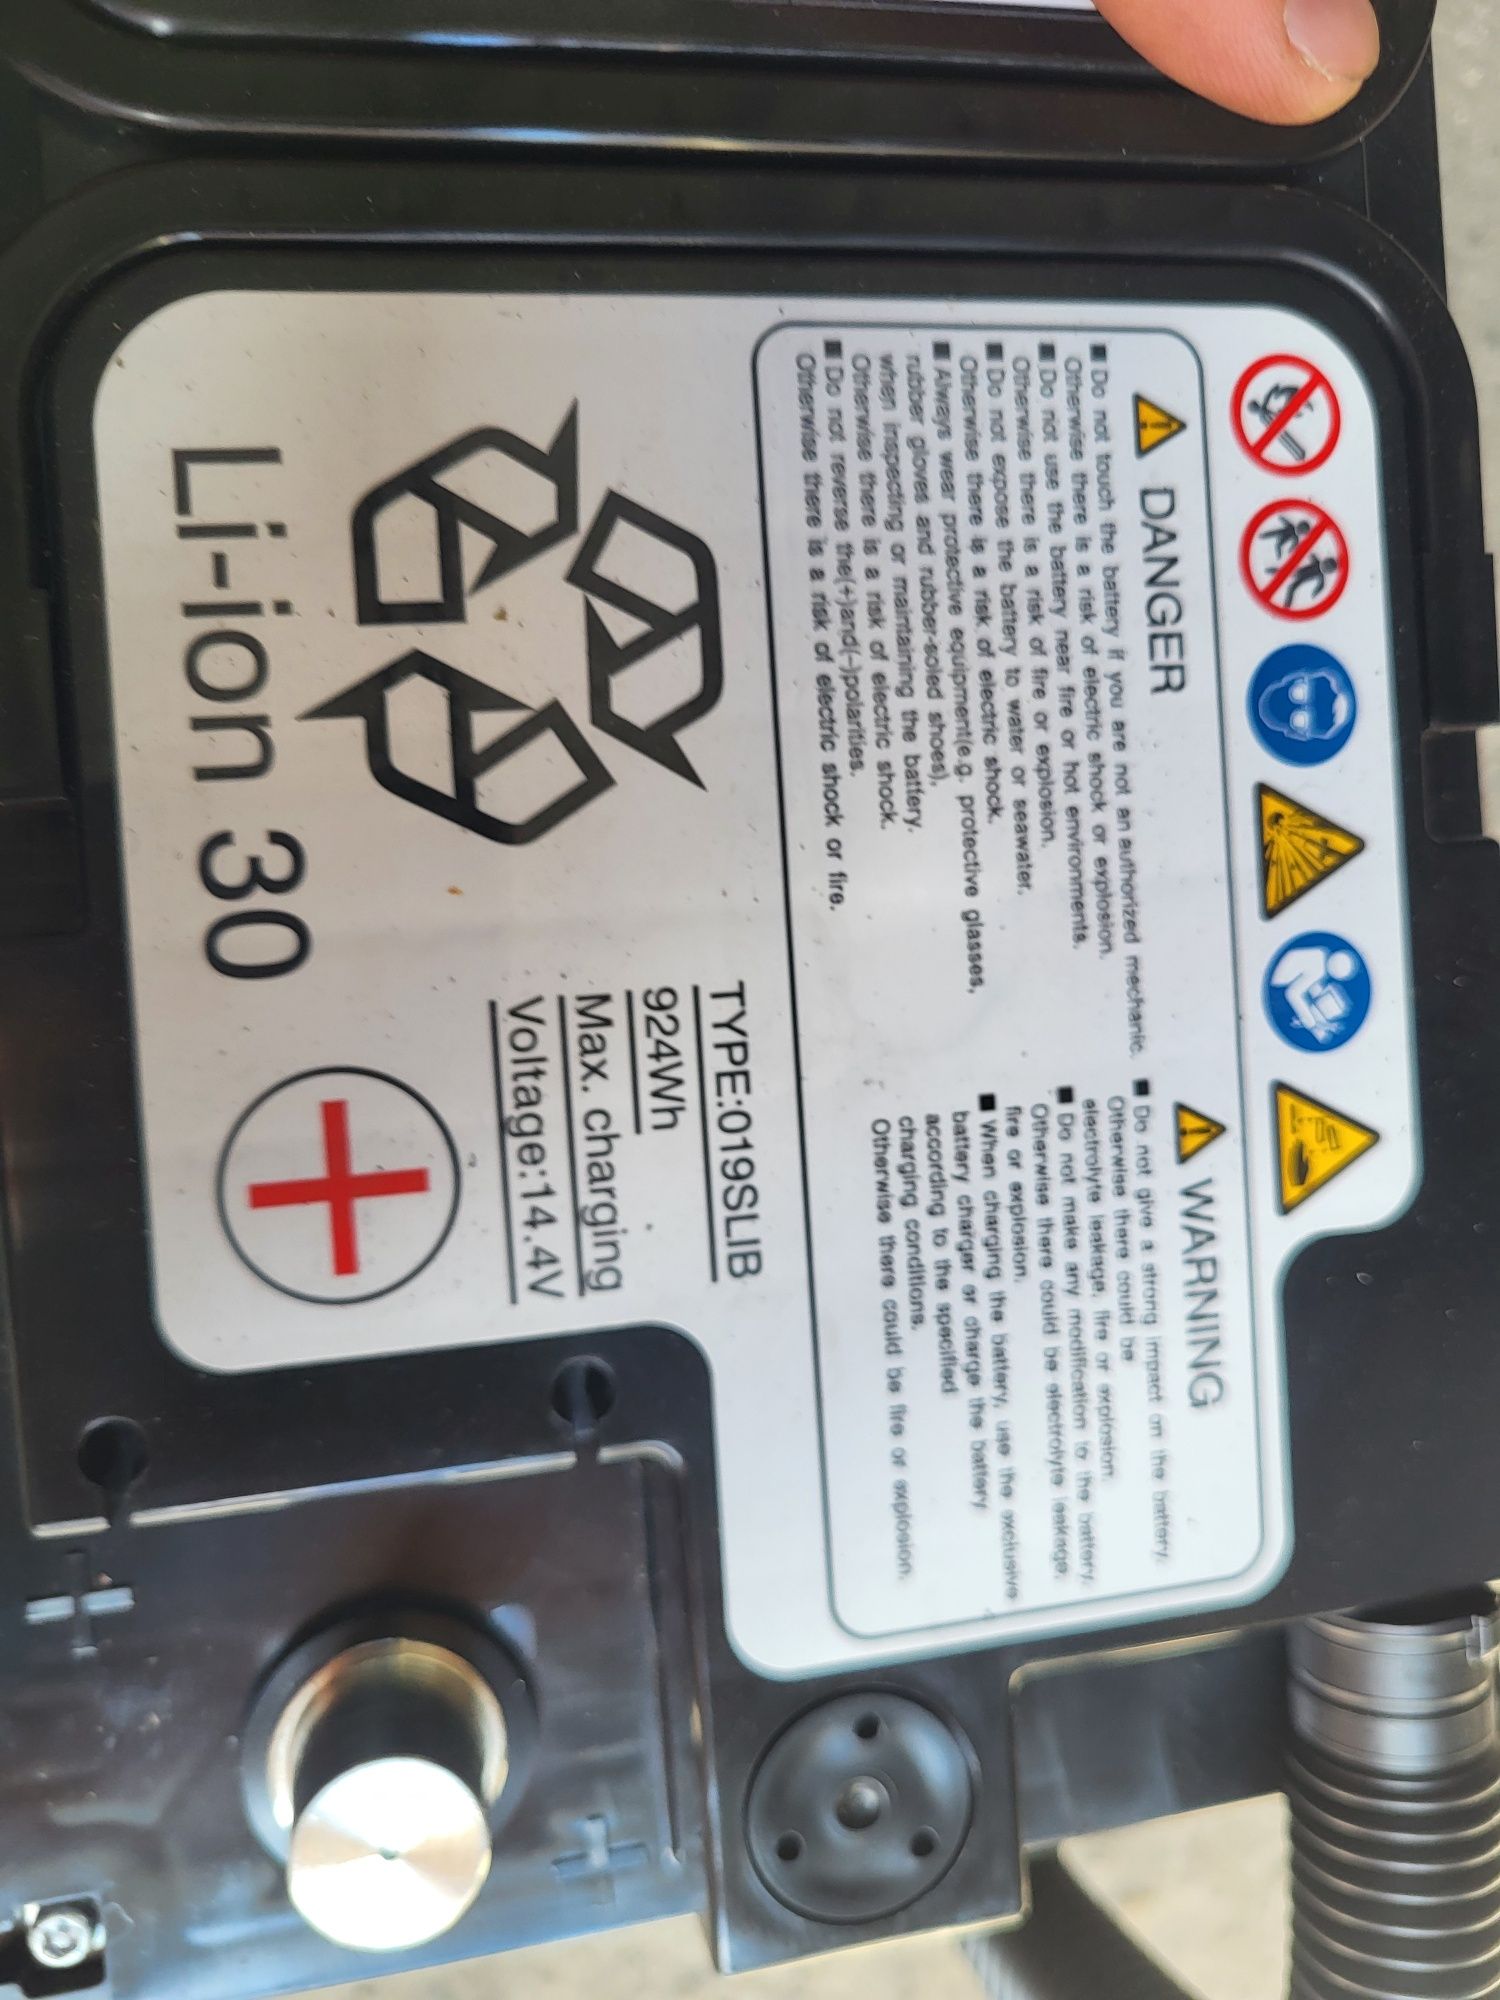 ⚠ DANGER
■ Do not touch the battery if you are not an authorized mechanic.
Otherwise there is a risk of electric shock or explosion.
■ Do not use the battery near fire or hot environments.
Otherwise there is a risk of fire or explosion.
■ Do not expose the battery to water or seawater.
Otherwise there is a risk of electric shock.
■ Always wear protective equipment(e.g. protective glasses,
rubber gloves and rubber-soled shoes),
when inspecting or maintaining the battery.
Otherwise there is a risk of electric shock.
■ Do not reverse the(+)and(-)polarities.
Otherwise there is a risk of electric shock or fire.
⚠ WARNING
■ Do not give a strong impact on the battery.
Otherwise there could be
electrolyte leakage, fire or explosion.
■ Do not make any modification to the battery.
Otherwise there could be electrolyte leakage,
fire or explosion.
■ When charging the battery, use the exclusive
battery charger or charge the battery
according to the specified
charging conditions.
Otherwise there could be fire or explosion.
TYPE:019SLIB
924Wh
Max. charging
Voltage:14.4V
Li-ion 30
+
+
+